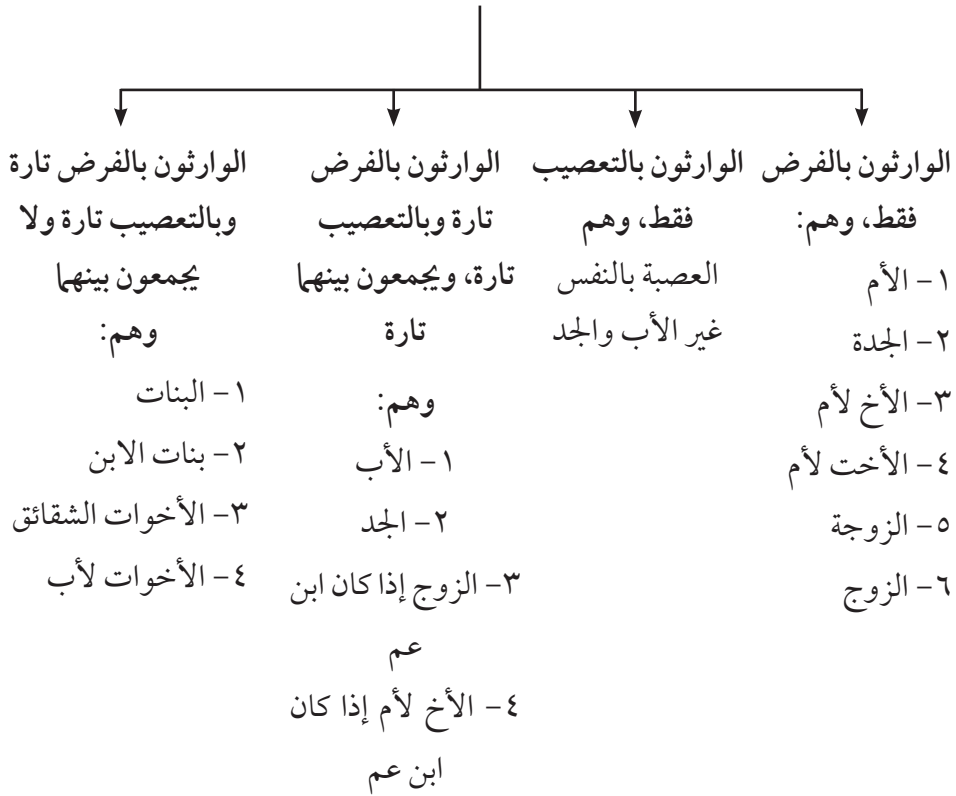 الوارثون بالفرض
فقط، وهم:
١- الأم
٢- الجدة
٣- الأخ لأم
٤- الأخت لأم
٥- الزوجة
٦- الزوج
الوارثون بالتعصيب
فقط، وهم
العصبة بالنفس
غير الأب والجد
الوارثون بالفرض
تارة وبالتعصيب
تارة، ويجمعون بينهما
تارة
وهم:
١- الأب
٢- الجد
٣- الزوج إذا كان ابن
عم
٤- الأخ لأم إذا كان
ابن عم
الوارثون بالفرض تارة
وبالتعصيب تارة ولا
يجمعون بينهما
وهم:
١- البنات
٢- بنات الابن
٣- الأخوات الشقائق
٤- الأخوات لأب